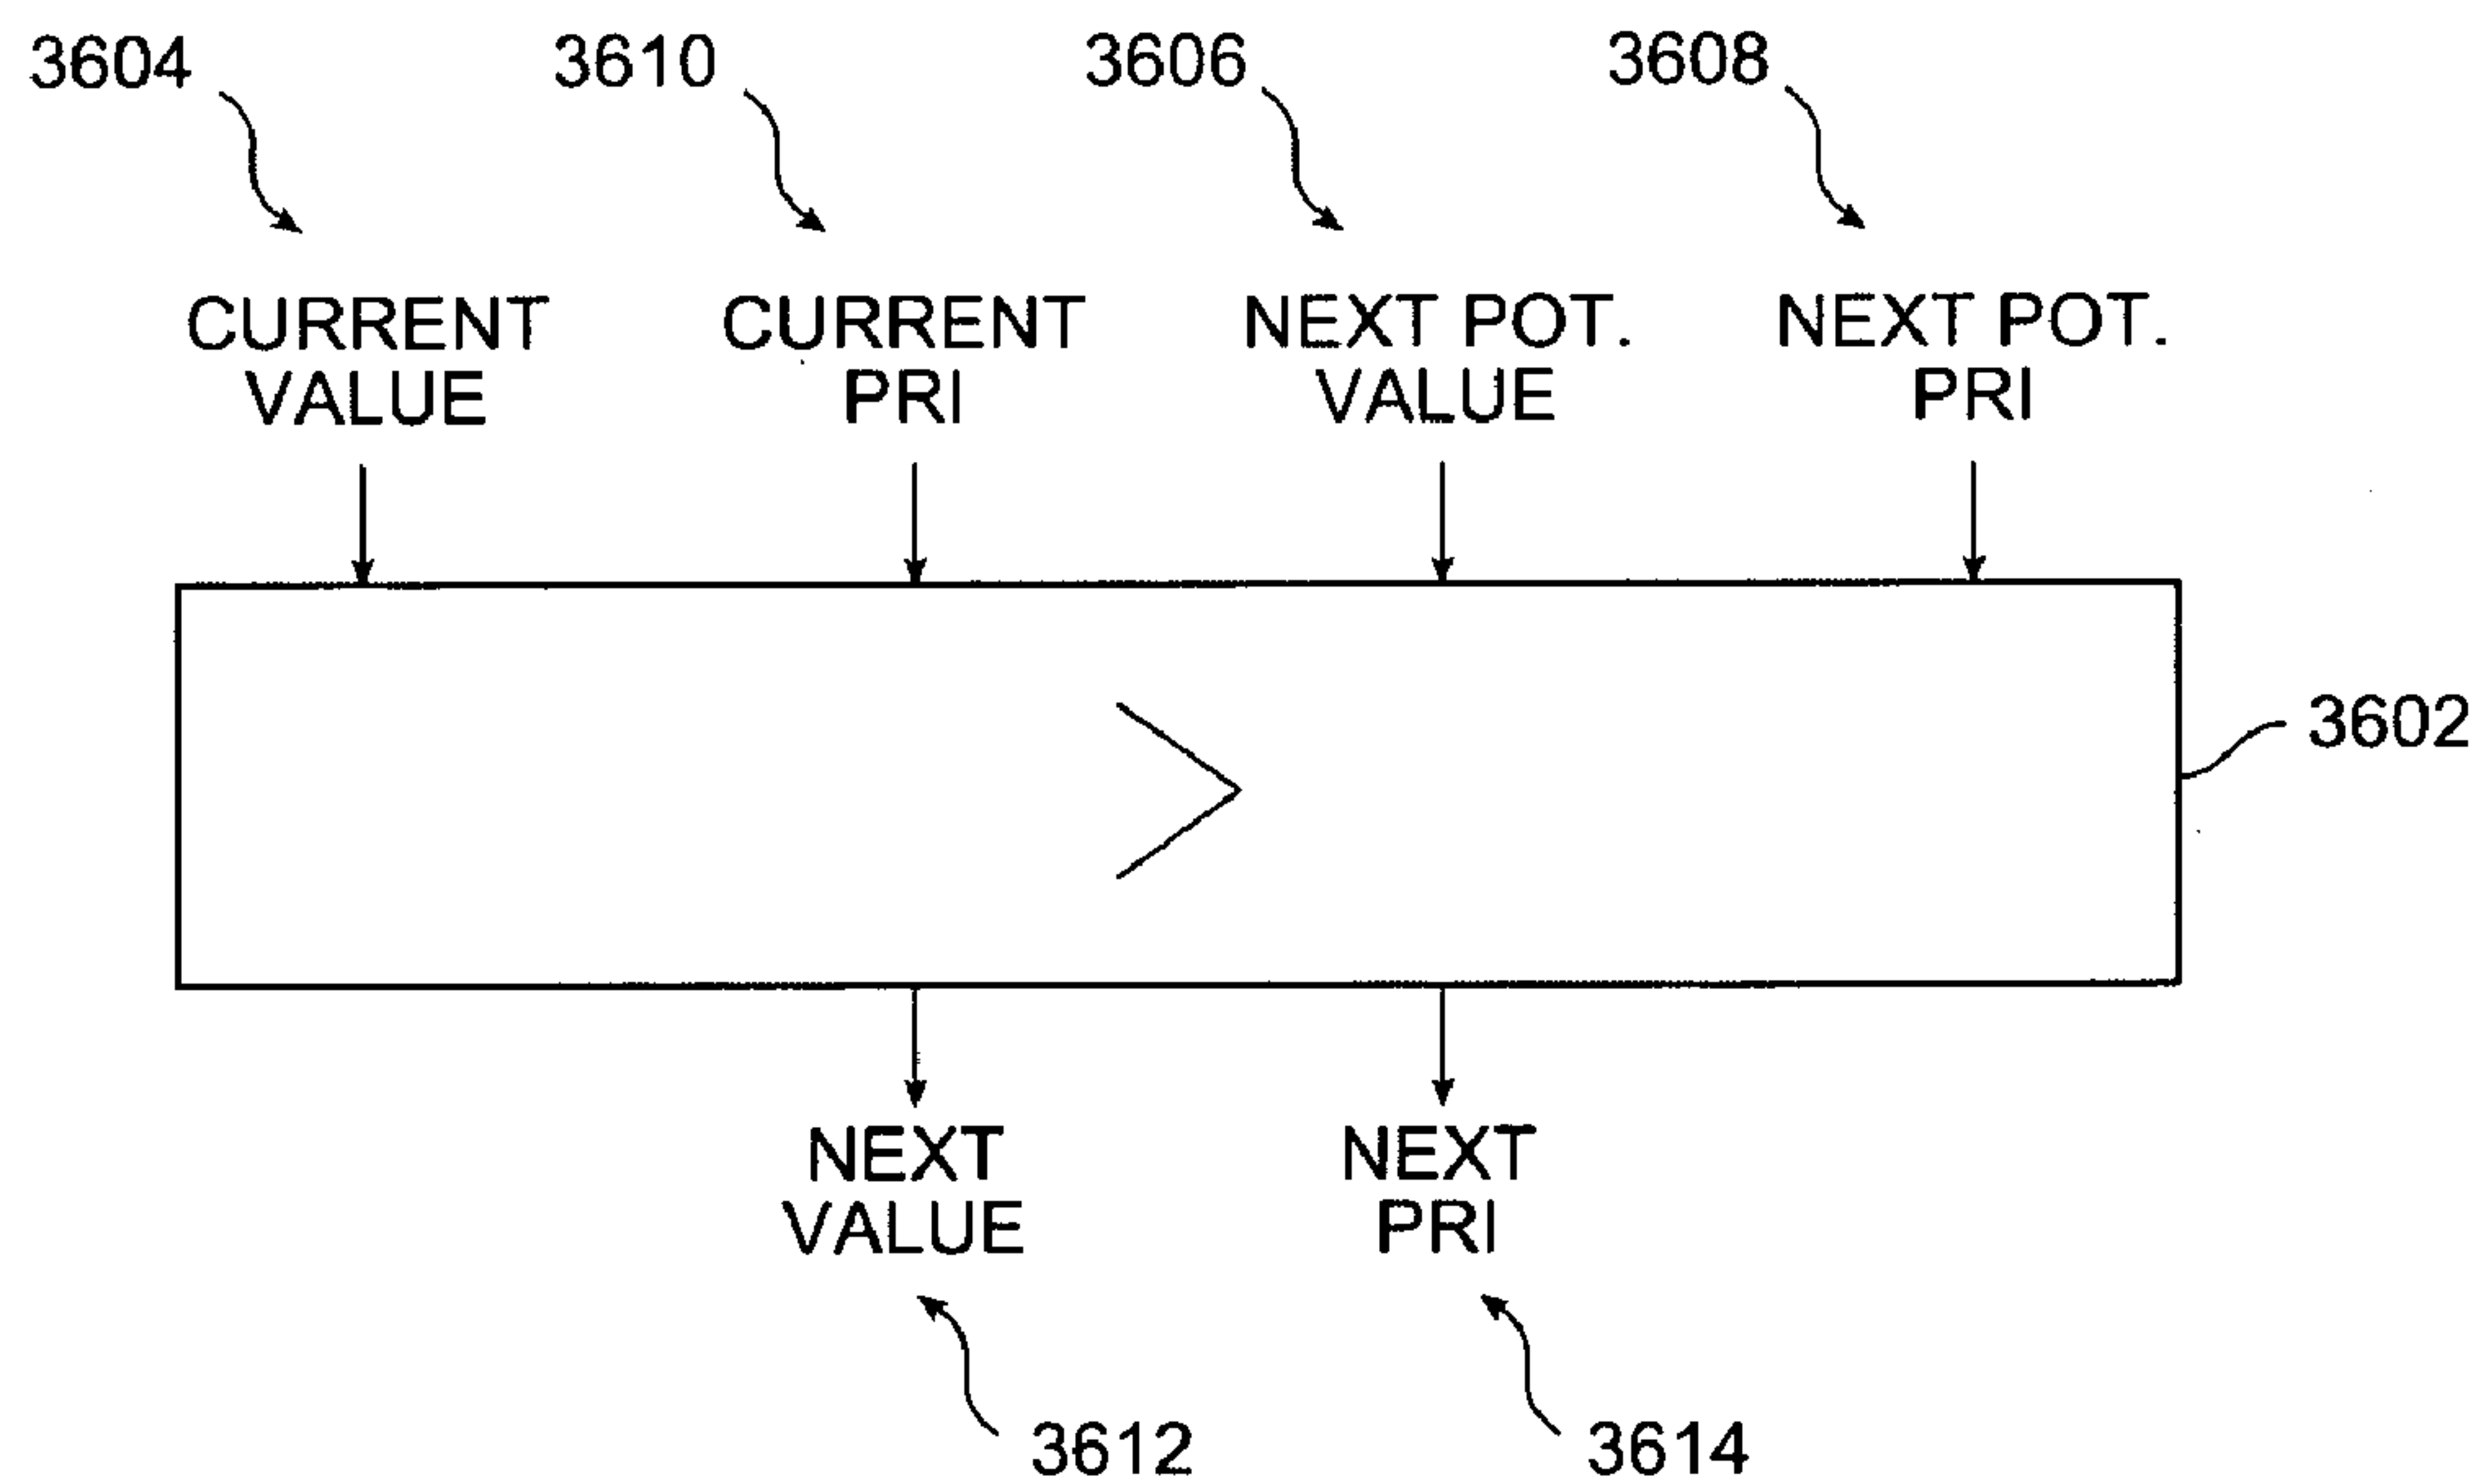 3604 3610 3606 3608
CURRENT CURRENT NEXT POT. NEXT POT.
VALUE PRI VALUE PRI
>
3602
NEXT NEXT
VALUE PRI
3612 3614